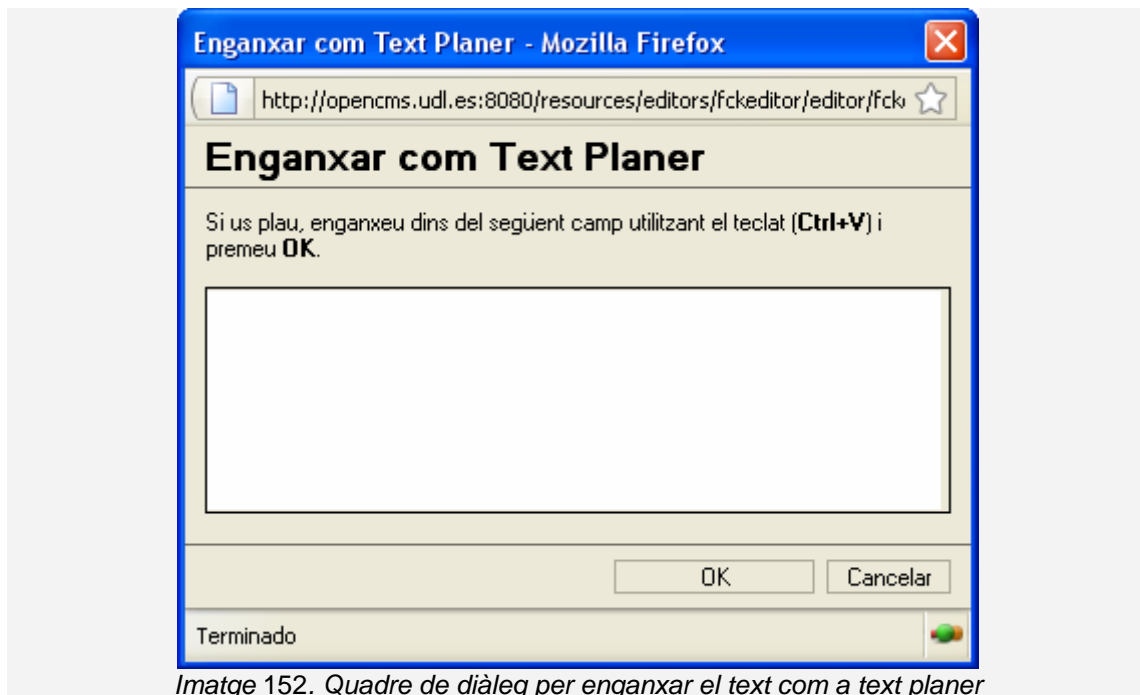 Enganxar com Text Planer - Mozilla Firefox
http://opencms.udl.es:8080/resources/editors/fckeditor/editor/fck
Enganxar com Text Planer
Si us plau, enganxeu dins del següent camp utilitzant el teclat (Ctrl+V) i
premeu OK.
OK Cancelar
Terminado
Imatge 152. Quadre de diàleg per enganxar el text com a text planer